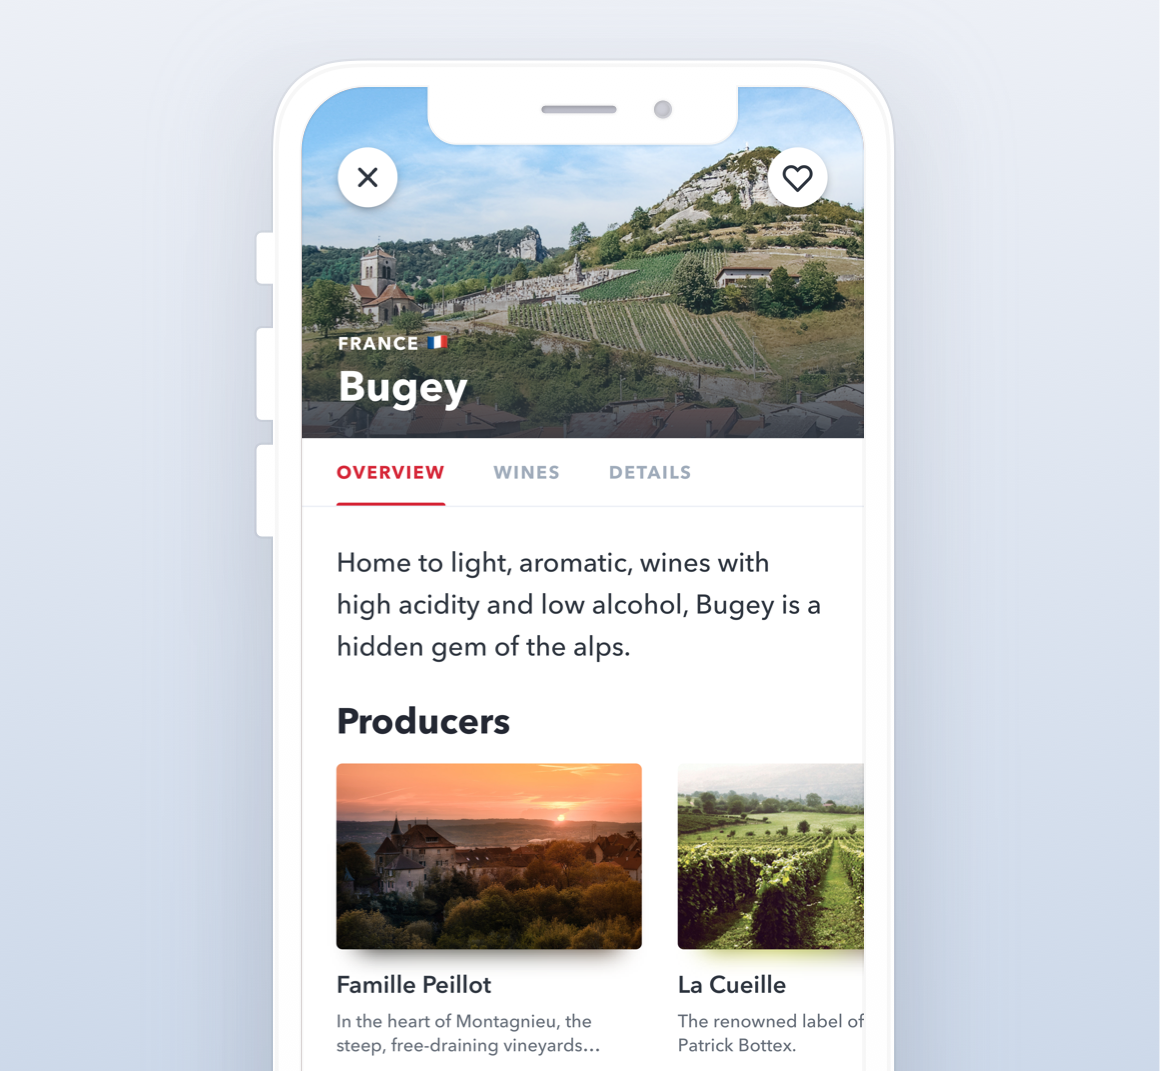 FRANCE 🇫🇷
Bugey
OVERVIEW WINES DETAILS
Home to light, aromatic, wines with
high acidity and low alcohol, Bugey is a
hidden gem of the alps.
Producers
Famille Peillot
In the heart of Montagnieu, the
steep, free-draining vineyards…
La Cueille
The renowned label of
Patrick Bottex.